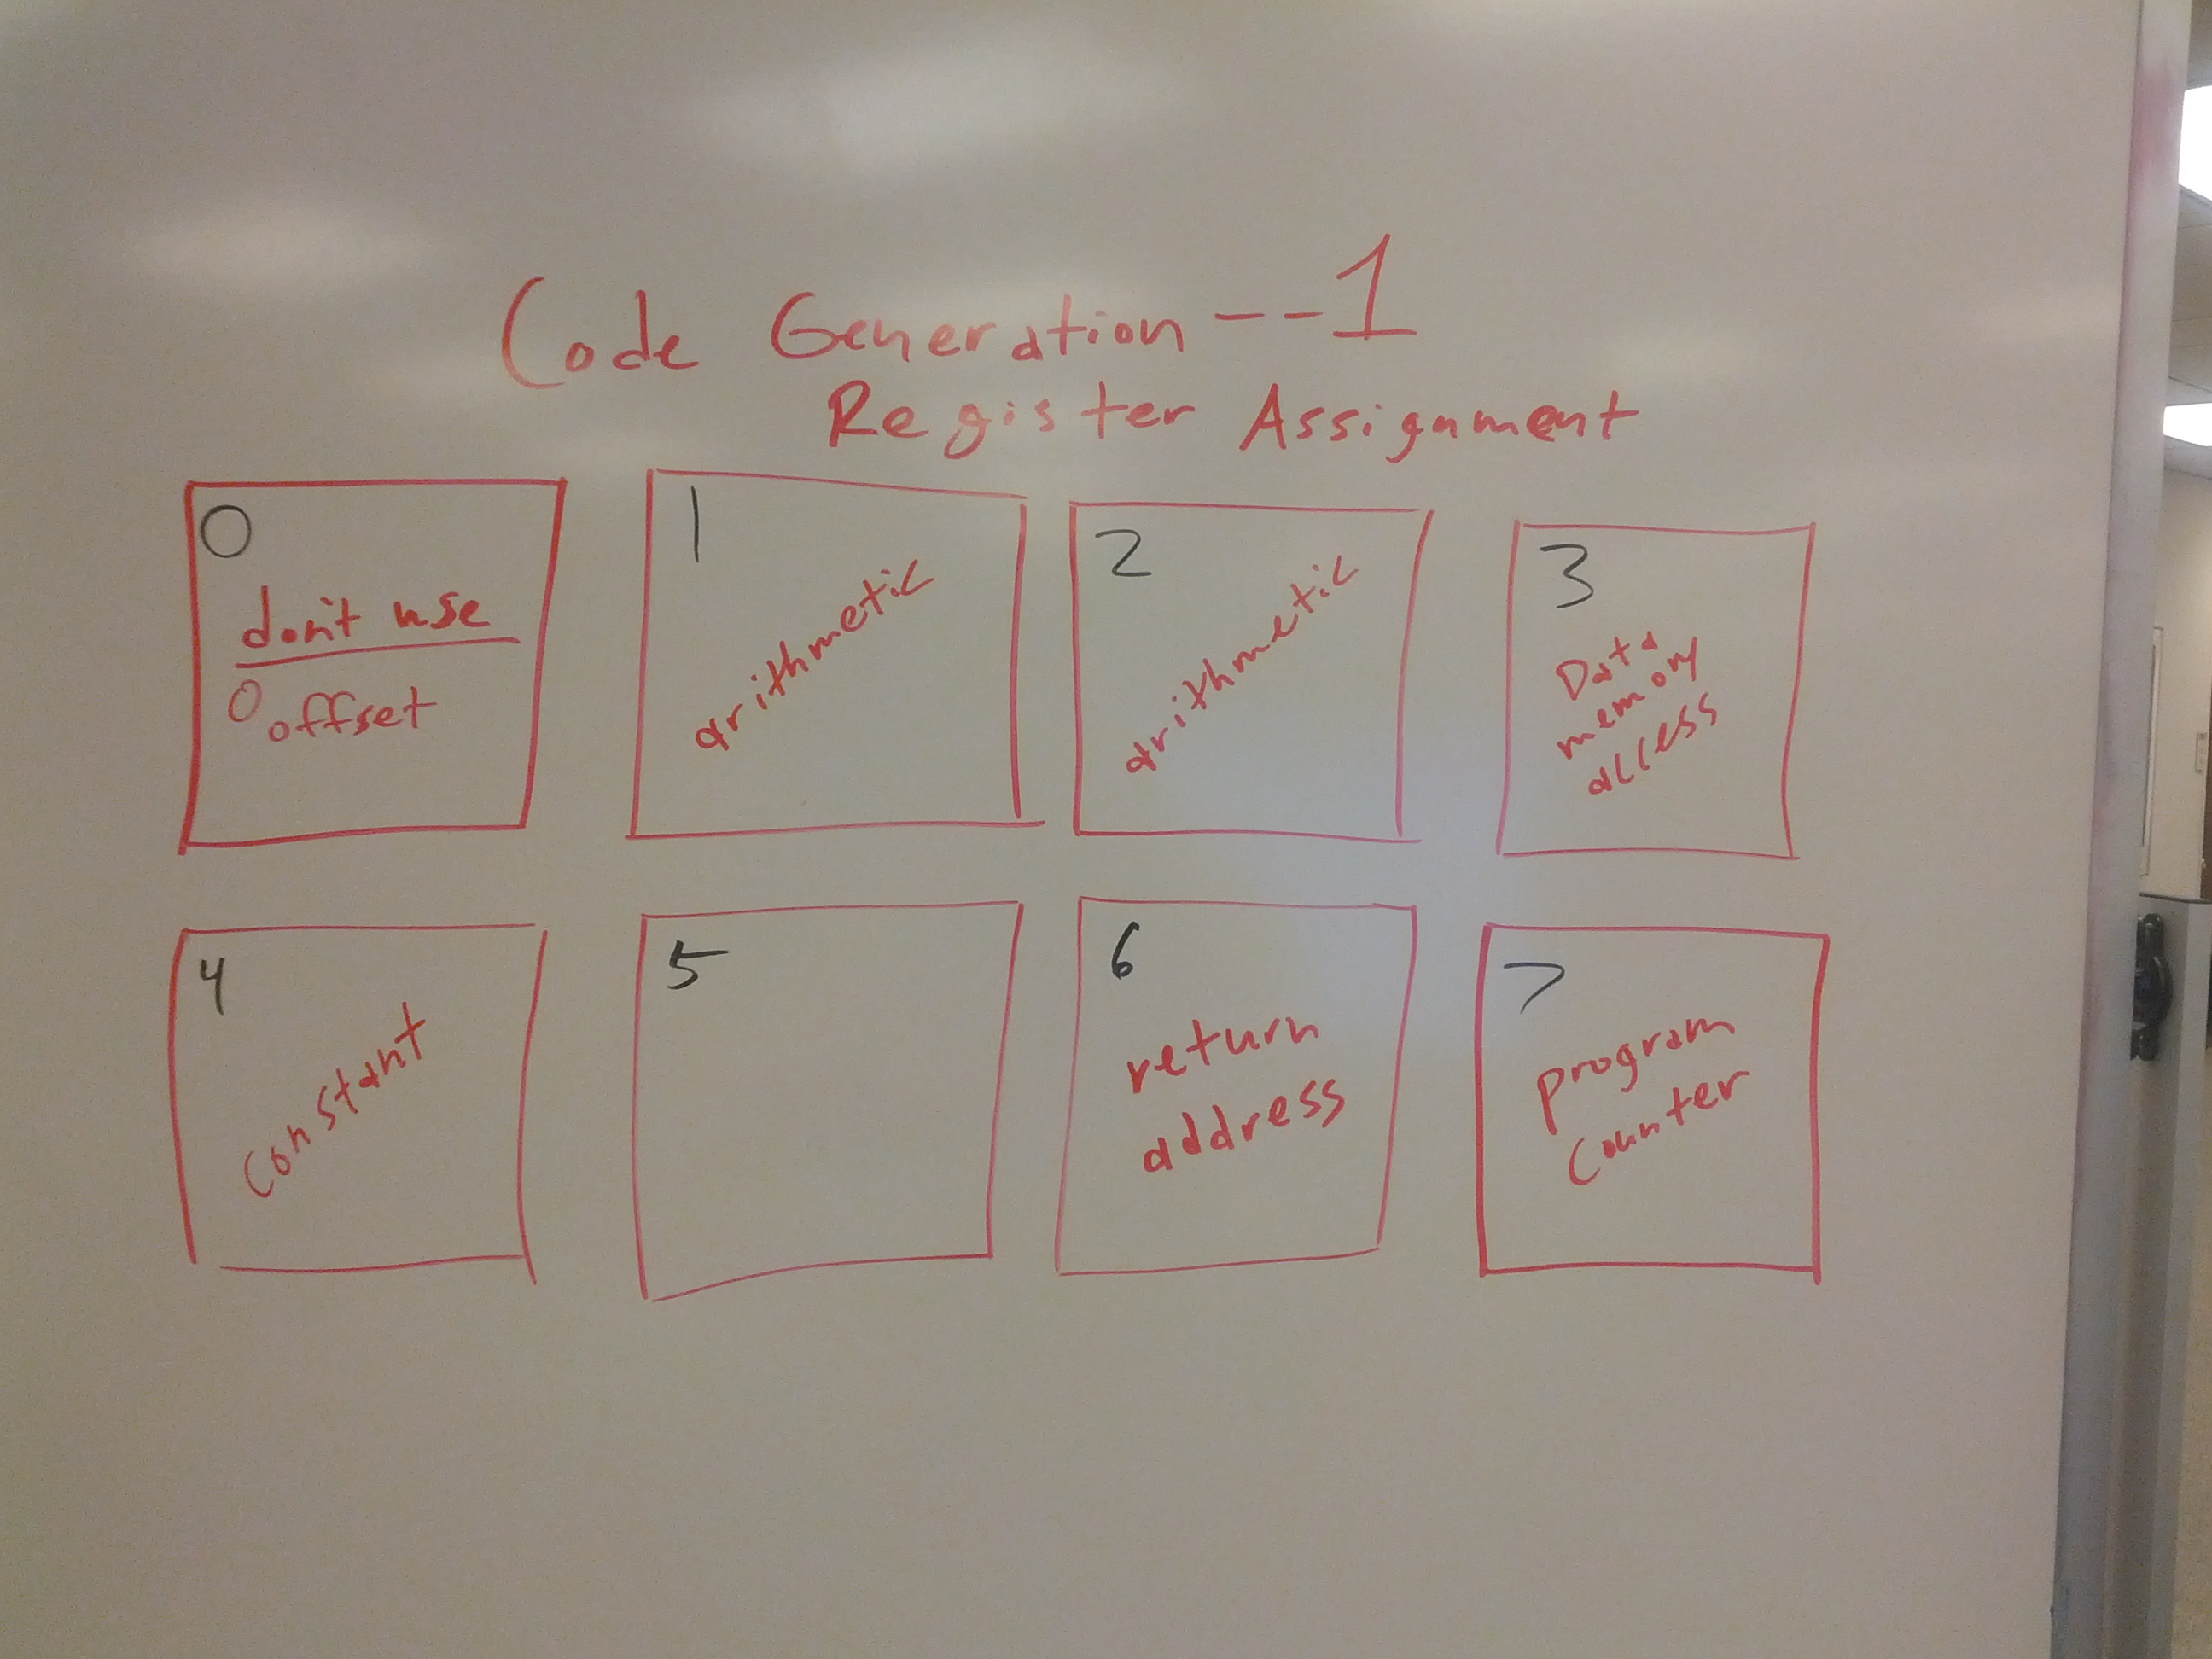 Code Generation -- 1
Register Assignment
0
don't use
0 offset
1
arithmetic
2
arithmetic
3
Data
memory
access
4
Constant
5
6
return
address
7
program
Counter